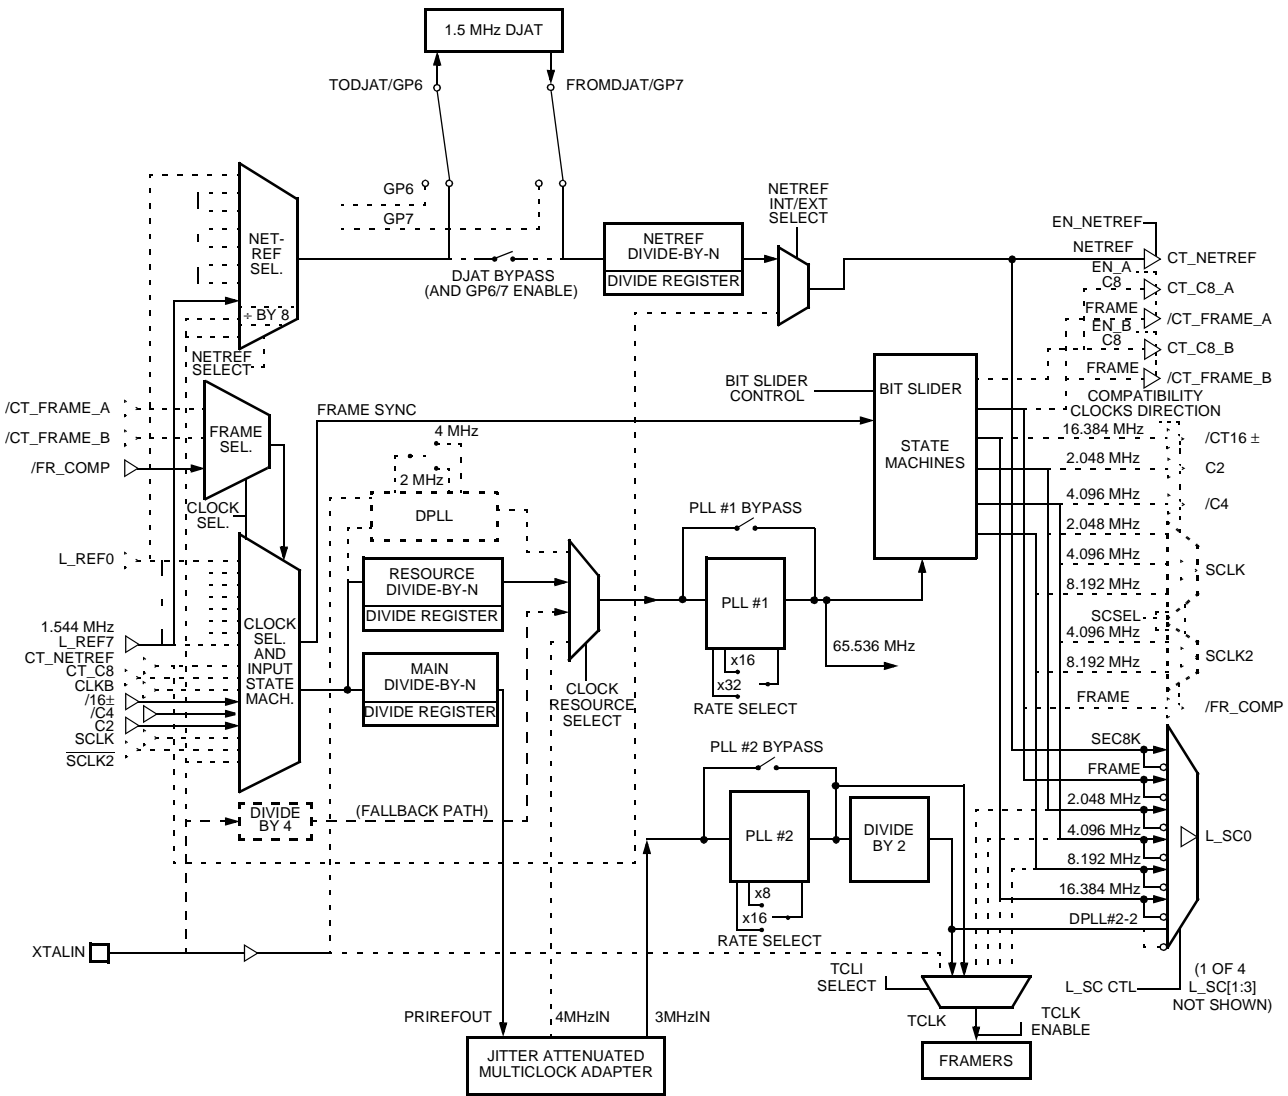 1.5 MHz DJAT
TODJAT/GP6
FROMDJAT/GP7
GP6
GP7
NETREF
INT/EXT
SELECT
NET-
REF
SEL.
÷ BY 8
NETREF
SELECT
DJAT BYPASS
(AND GP6/7 ENABLE)
NETREF
DIVIDE-BY-N
DIVIDE REGISTER
EN_NETREF
NETREF
CT_NETREF
EN_A
C8
CT_C8_A
FRAME
/CT_FRAME_A
EN_B
C8
CT_C8_B
FRAME
/CT_FRAME_B
COMPATIBILITY
CLOCKS DIRECTION
/CT_FRAME_A
/CT_FRAME_B
/FR_COMP
FRAME
SEL.
CLOCK
SEL.
FRAME SYNC
4 MHz
2 MHz
DPLL
BIT SLIDER
CONTROL
BIT SLIDER
STATE
MACHINES
16.384 MHz
/CT16 ±
2.048 MHz
C2
4.096 MHz
/C4
2.048 MHz
4.096 MHz
8.192 MHz
SCLK
SCSEL
4.096 MHz
8.192 MHz
SCLK2
FRAME
/FR_COMP
L_REF0
1.544 MHz
L_REF7
CT_NETREF
CT_C8
CLKB
/16±
/C4
C2
SCLK
SCLK2
CLOCK
SEL.
AND
INPUT
STATE
MACH.
RESOURCE
DIVIDE-BY-N
DIVIDE REGISTER
MAIN
DIVIDE-BY-N
DIVIDE REGISTER
CLOCK
RESOURCE
SELECT
PLL #1 BYPASS
PLL #1
x16
x32
RATE SELECT
65.536 MHz
DIVIDE
BY 4
(FALLBACK PATH)
PLL #2 BYPASS
PLL #2
x8
x16
RATE SELECT
DIVIDE
BY 2
SEC8K
FRAME
2.048 MHz
4.096 MHz
8.192 MHz
16.384 MHz
DPLL#2-2
L_SC0
XTALIN
PRIREFOUT
4MHzIN
3MHzIN
JITTER ATTENUATED
MULTICLOCK ADAPTER
TCLI
SELECT
TCLK
TCLK
ENABLE
FRAMERS
L_SC CTL
(1 OF 4
L_SC[1:3]
NOT SHOWN)